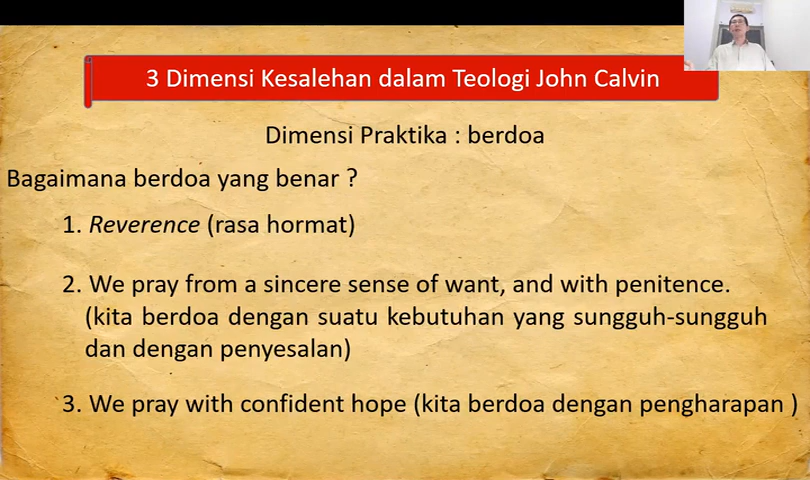 3 Dimensi Kesalehan dalam Teologi John Calvin
Dimensi Praktika : berdoa
Bagaimana berdoa yang benar ?
1. Reverence (rasa hormat)
2. We pray from a sincere sense of want, and with penitence.
(kita berdoa dengan suatu kebutuhan yang sungguh-sungguh
dan dengan penyesalan)
3. We pray with confident hope (kita berdoa dengan pengharapan )